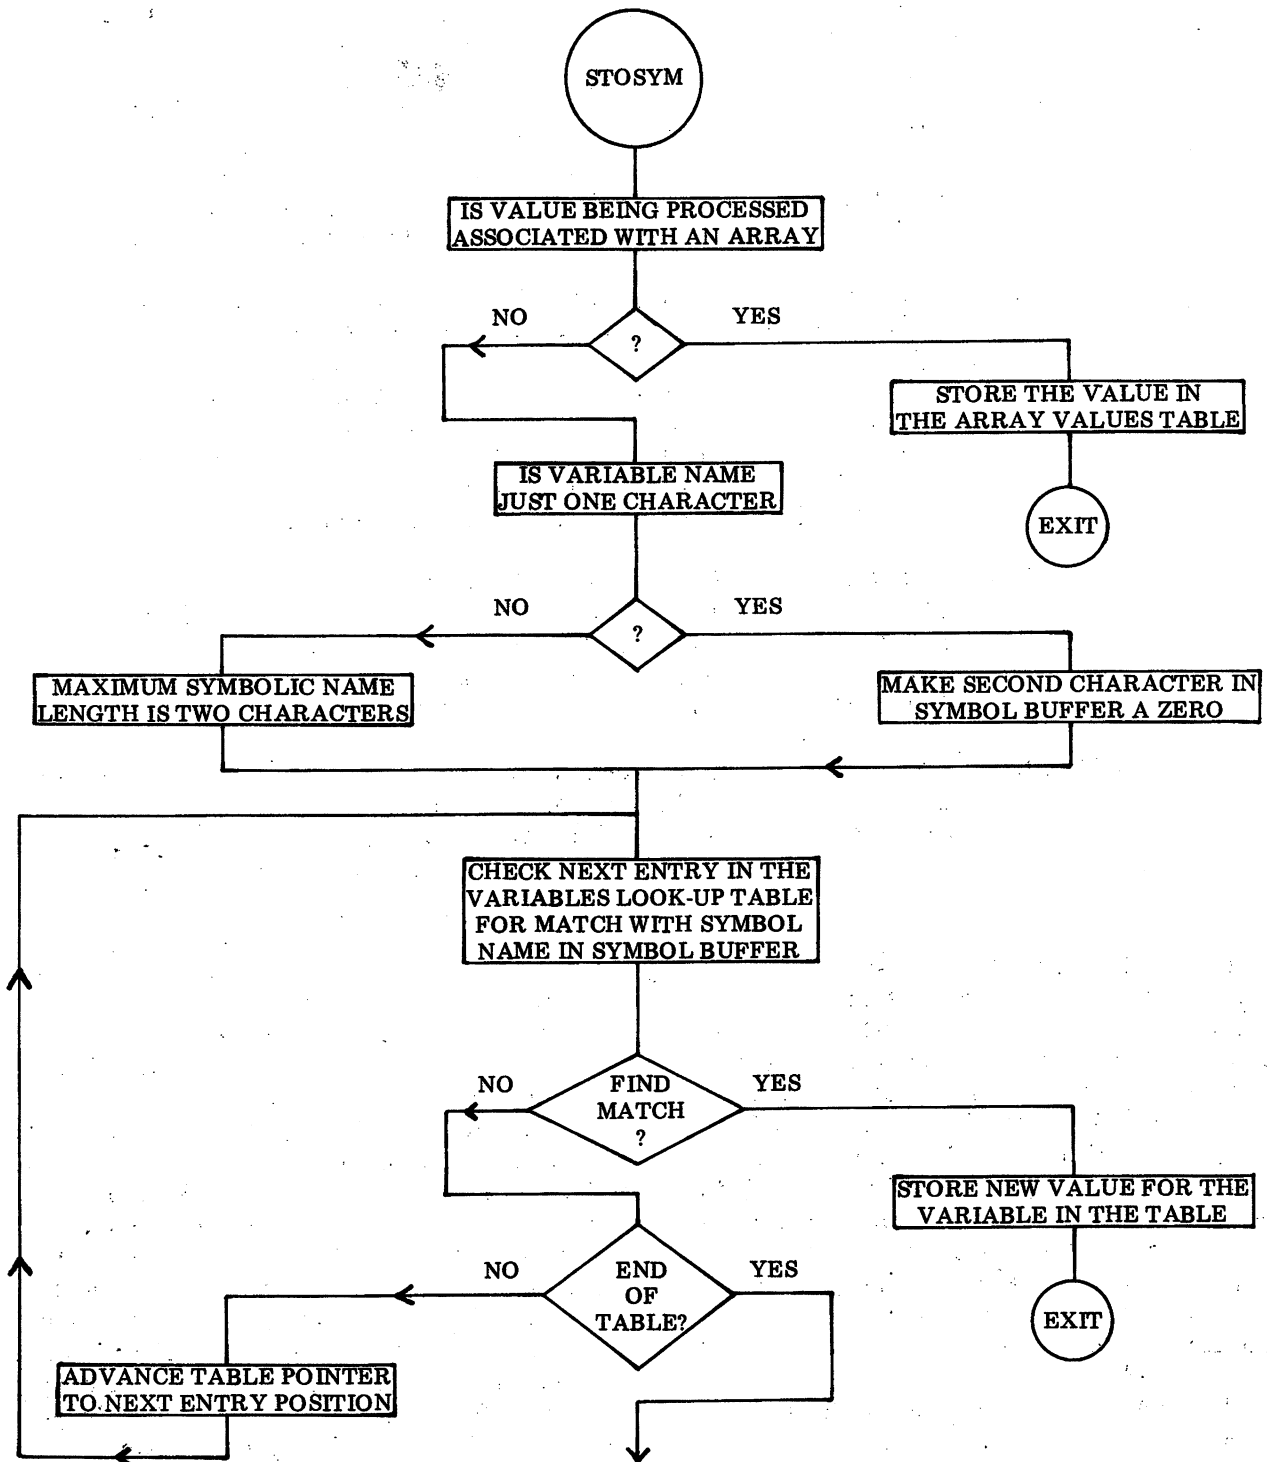 STOSYM
IS VALUE BEING PROCESSED
ASSOCIATED WITH AN ARRAY
NO
YES
?
STORE THE VALUE IN
THE ARRAY VALUES TABLE
IS VARIABLE NAME
JUST ONE CHARACTER
EXIT
NO
YES
?
MAXIMUM SYMBOLIC NAME
LENGTH IS TWO CHARACTERS
MAKE SECOND CHARACTER IN
SYMBOL BUFFER A ZERO
CHECK NEXT ENTRY IN THE
VARIABLES LOOK-UP TABLE
FOR MATCH WITH SYMBOL
NAME IN SYMBOL BUFFER
NO
YES
FIND
MATCH
?
STORE NEW VALUE FOR THE
VARIABLE IN THE TABLE
NO
YES
END
OF
TABLE?
EXIT
ADVANCE TABLE POINTER
TO NEXT ENTRY POSITION